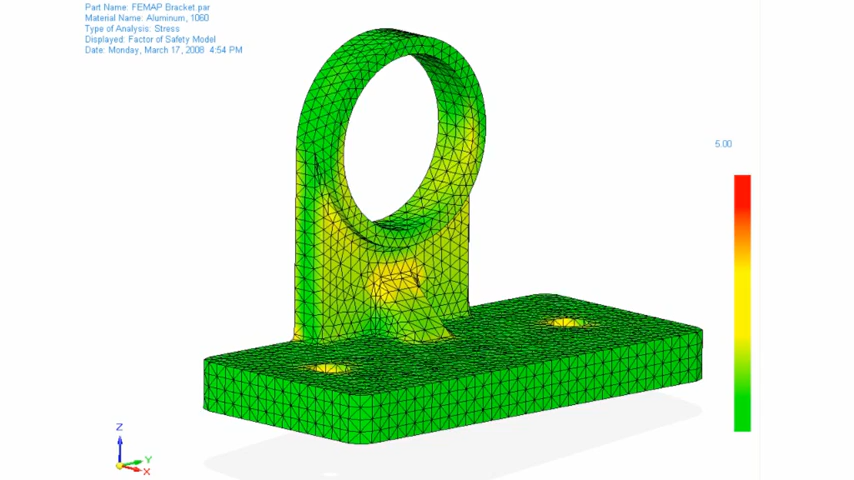 Part Name: FEMAP Bracket.par
Material Name: Aluminum, 1060
Type of Analysis: Stress
Displayed: Factor of Safety Model
Date: Monday, March 17, 2008 4:54 PM
5.00
Z
Y
X